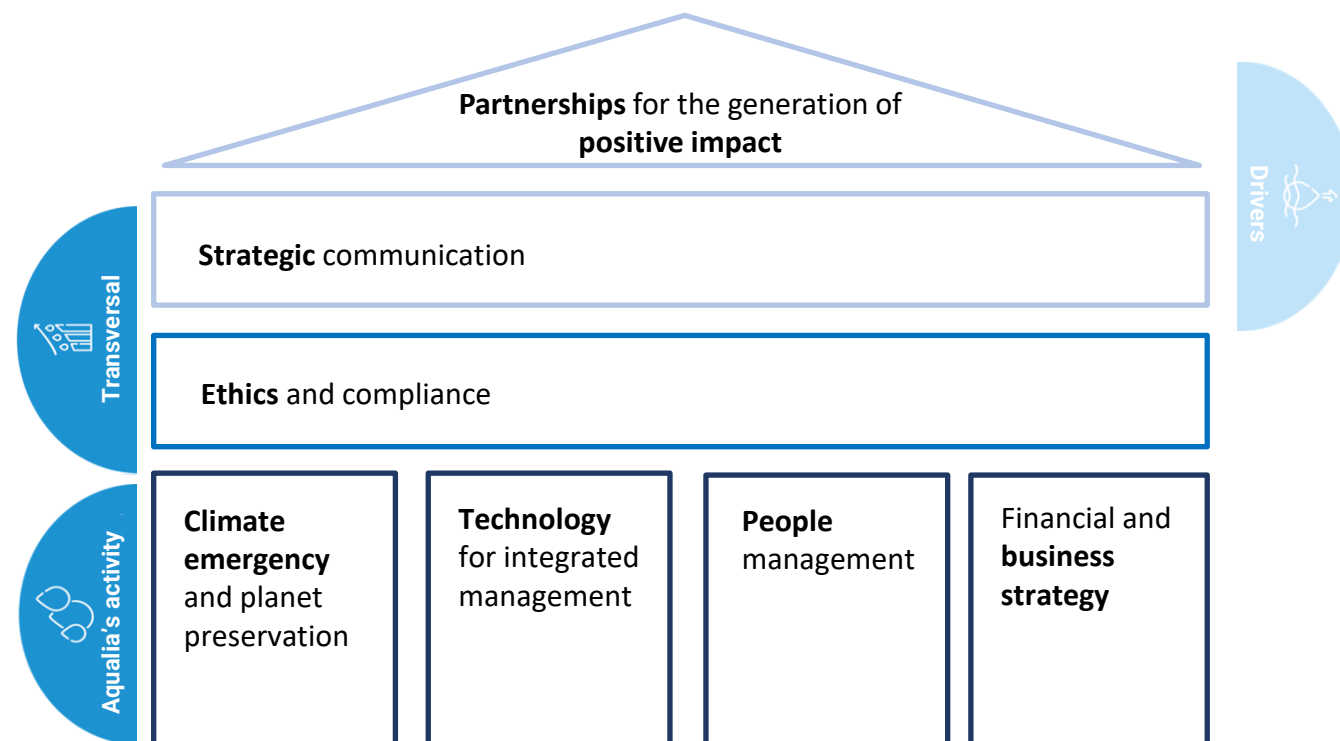 Partnerships for the generation of
positive impact
Drivers
Strategic communication
Transversal
Ethics and compliance
Aqualia's activity
Climate
emergency
and planet
preservation
Technology
for integrated
management
People
management
Financial and
business
strategy